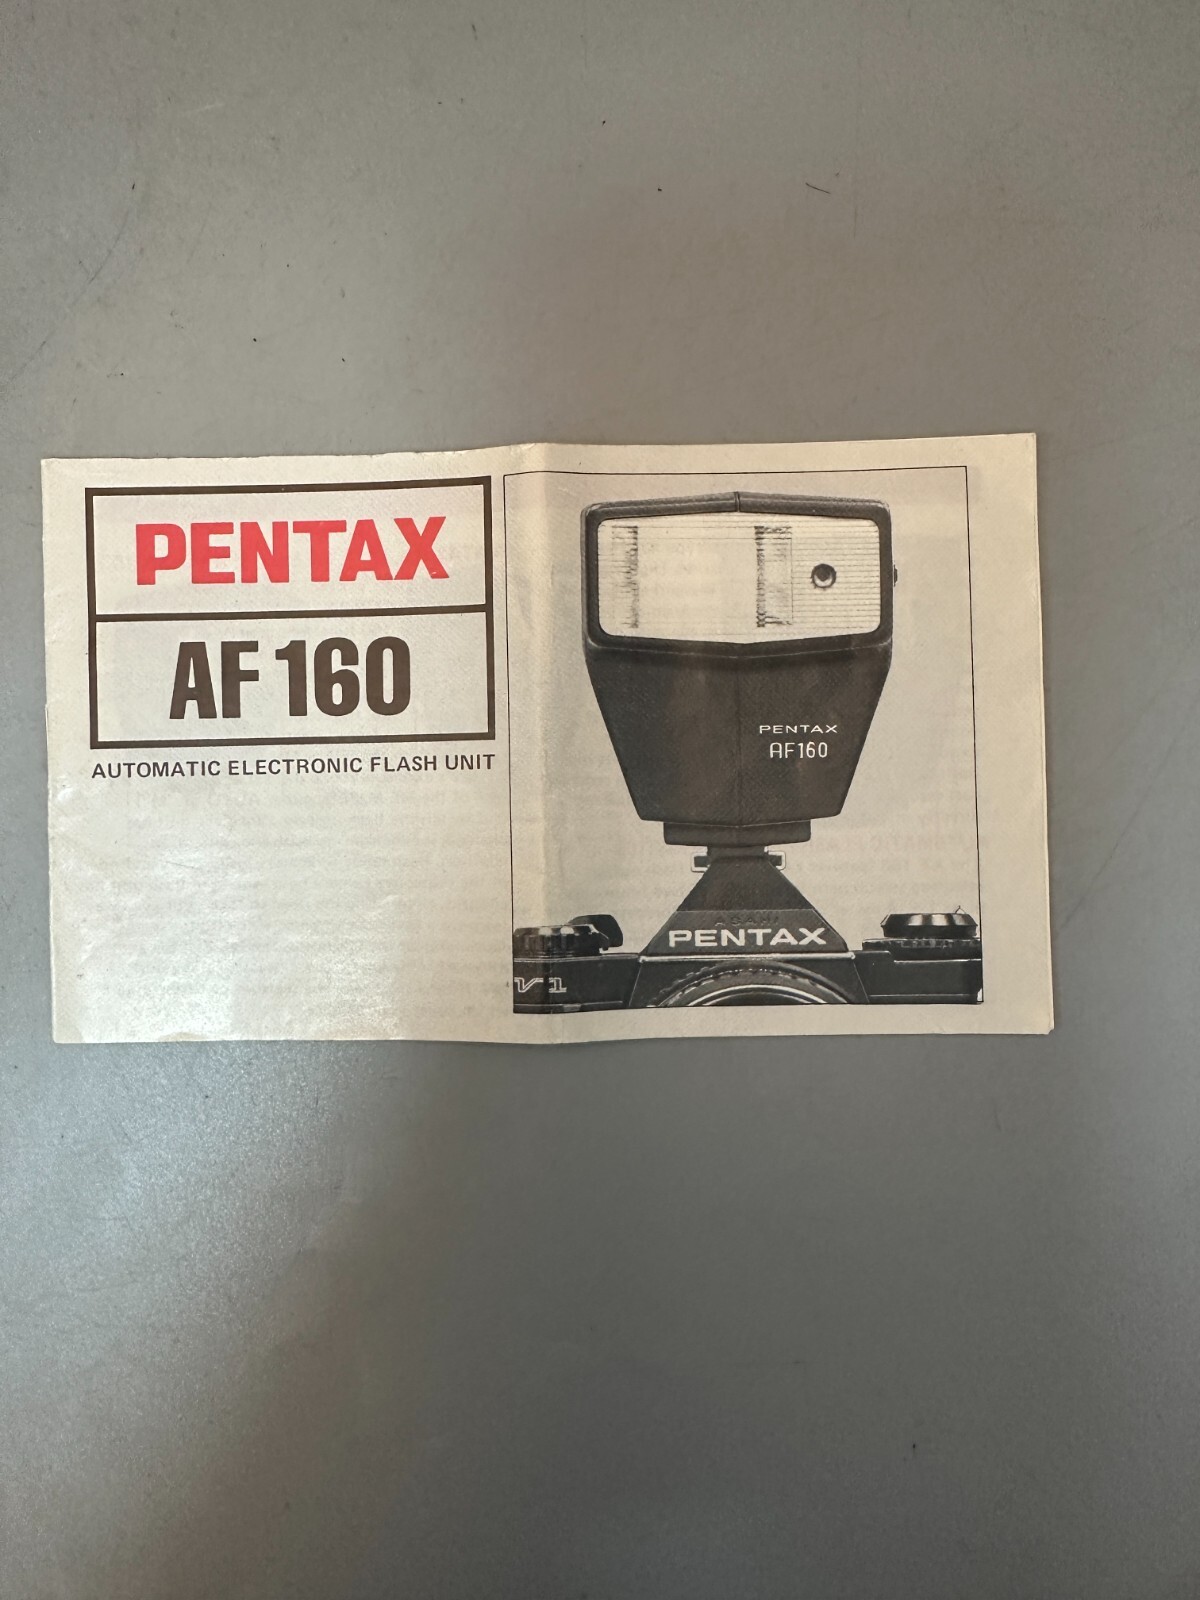 PENTAX
AF 160
AUTOMATIC ELECTRONIC FLASH UNIT
PENTAX
AF160
ASAHI
PENTAX